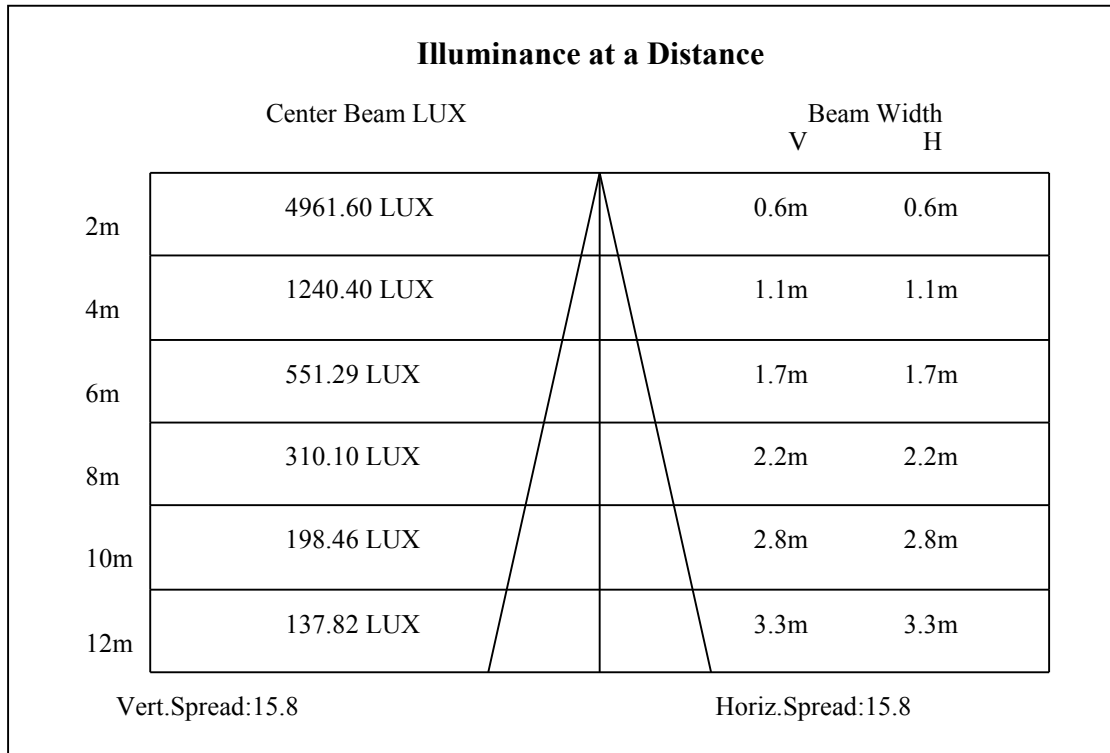 Illuminance at a Distance
Center Beam LUX Beam Width
V H
2m 4961.60 LUX 0.6m 0.6m
4m 1240.40 LUX 1.1m 1.1m
6m 551.29 LUX 1.7m 1.7m
8m 310.10 LUX 2.2m 2.2m
10m 198.46 LUX 2.8m 2.8m
12m 137.82 LUX 3.3m 3.3m
Vert.Spread:15.8 Horiz.Spread:15.8